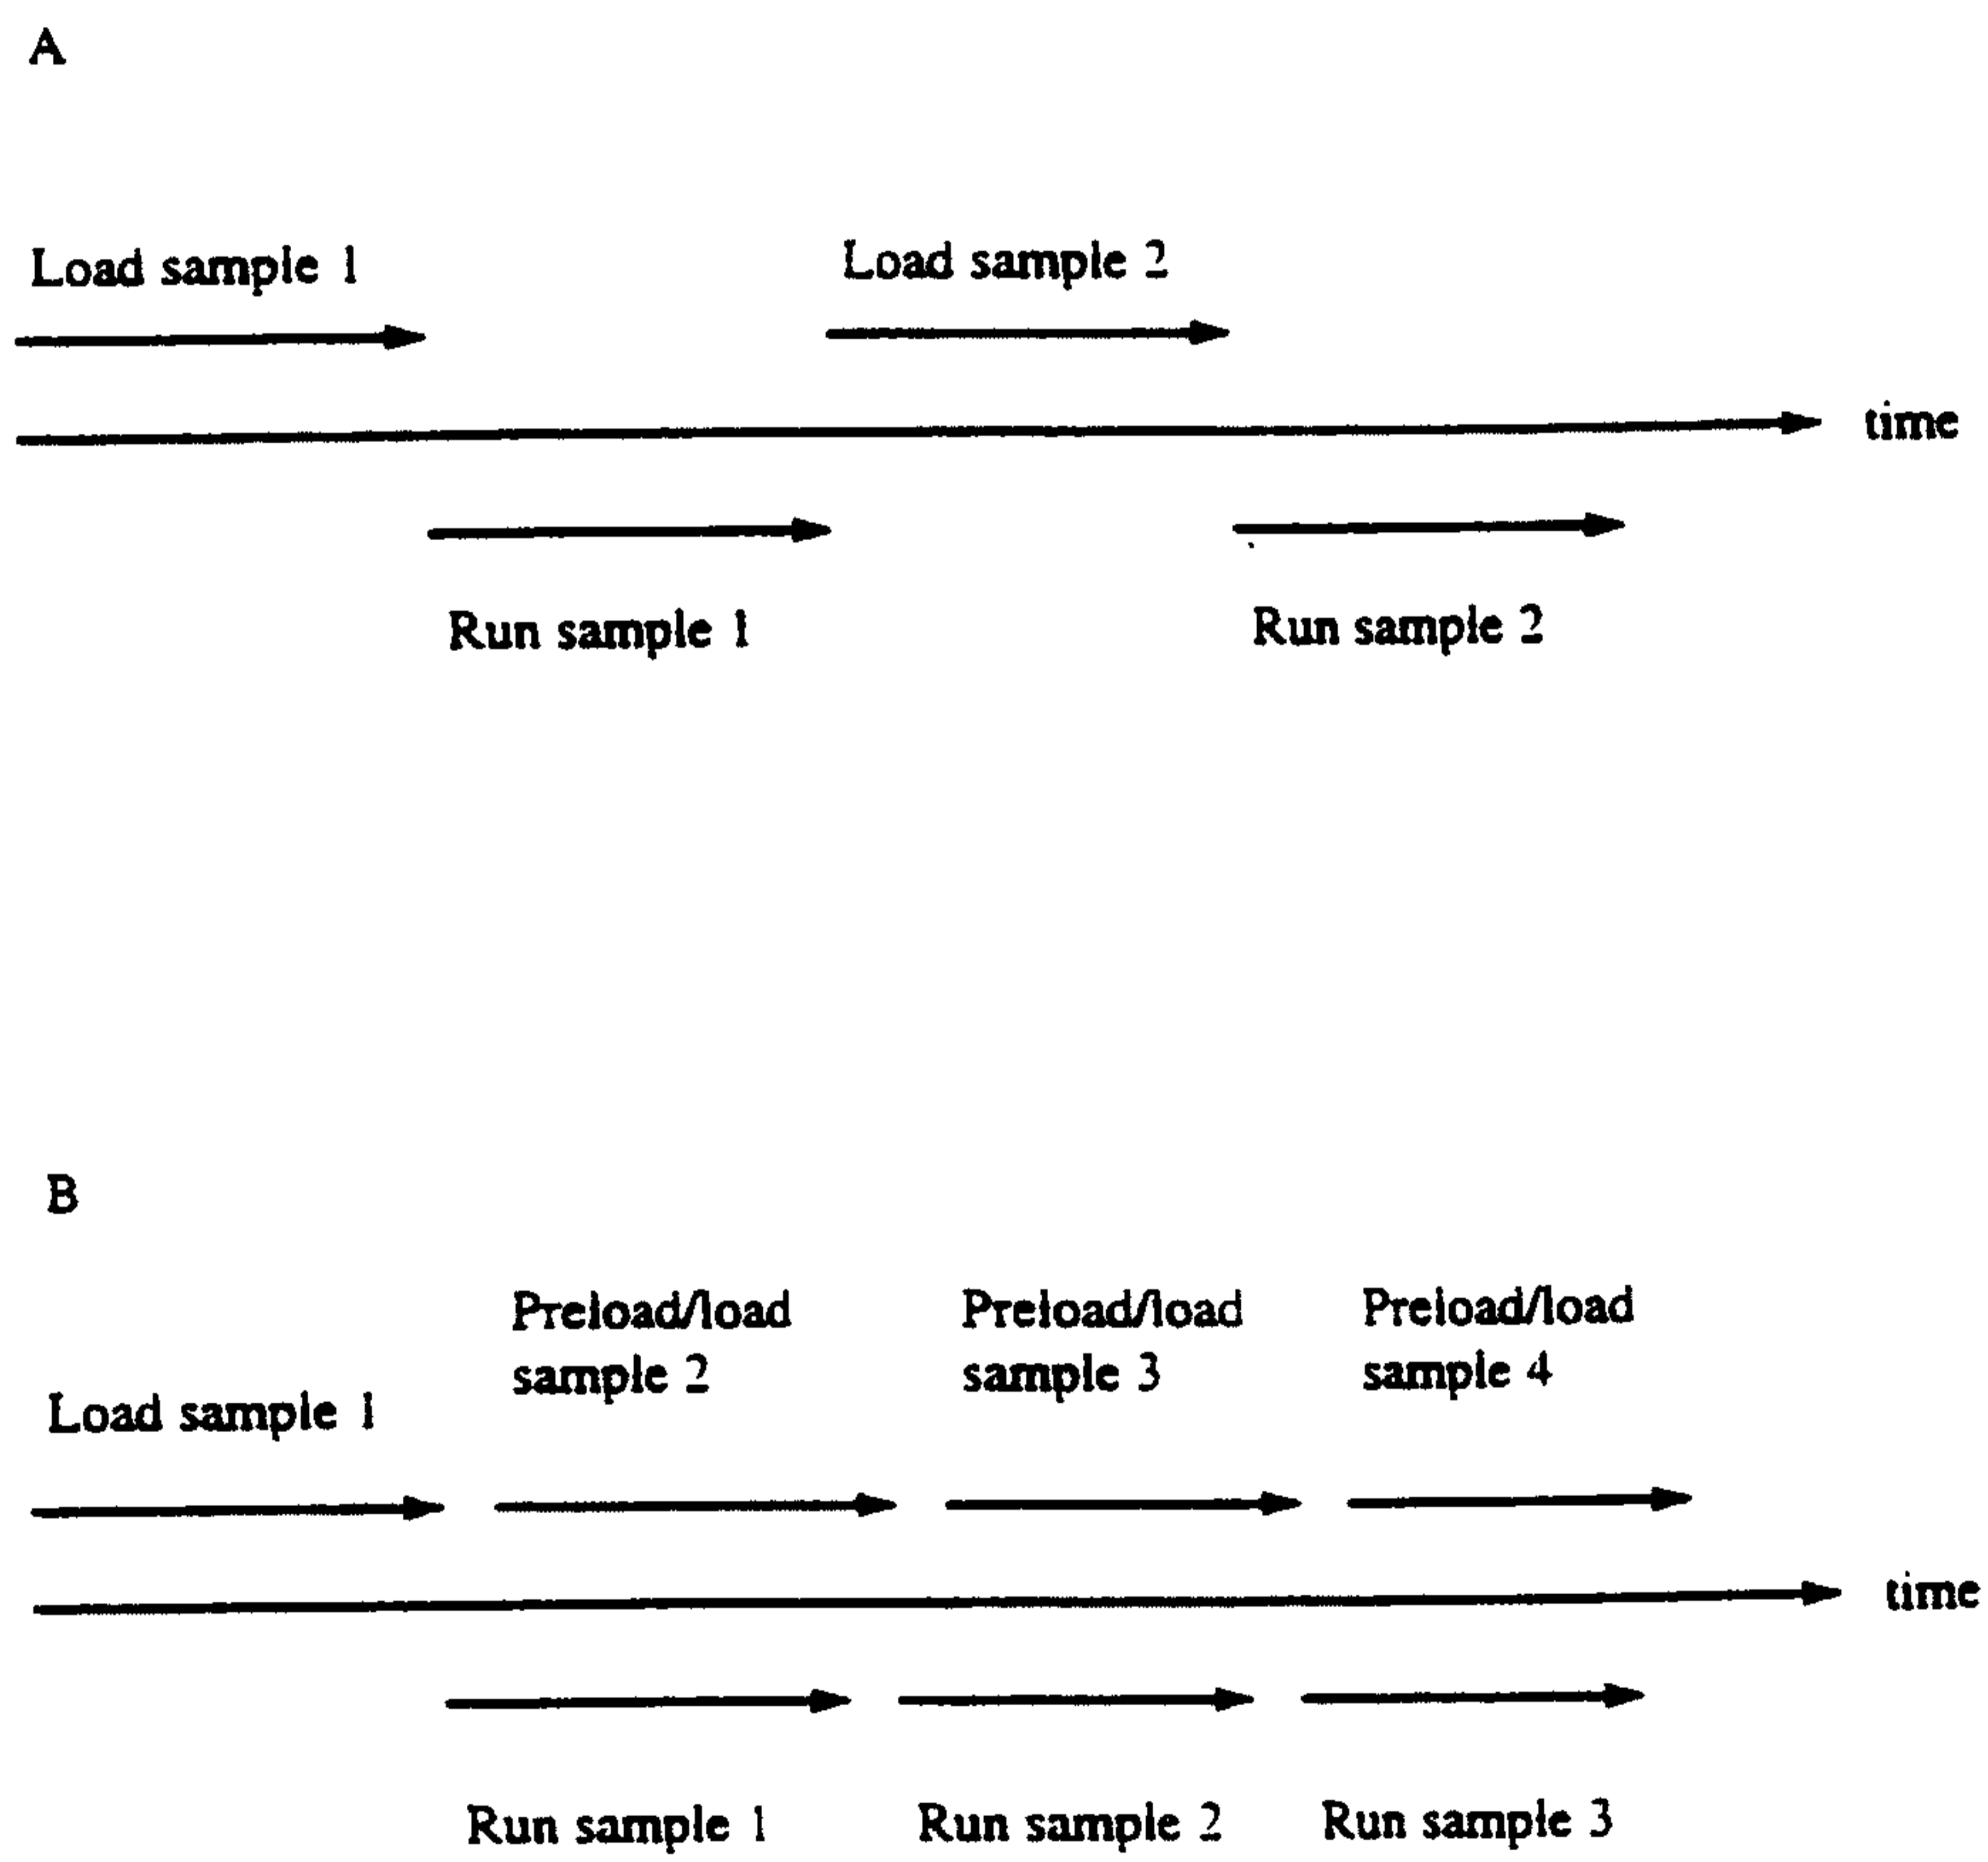 A
Load sample 1
Load sample 2
time
Run sample 1
Run sample 2
B
Preload/load
sample 2
Preload/load
sample 3
Preload/load
sample 4
Load sample 1
time
Run sample 1
Run sample 2
Run sample 3